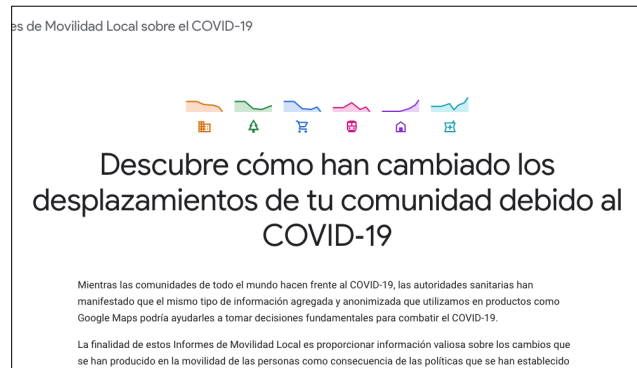 es de Movilidad Local sobre el COVID-19
Descubre cómo han cambiado los
desplazamientos de tu comunidad debido al
COVID-19
Mientras las comunidades de todo el mundo hacen frente al COVID-19, las autoridades sanitarias han
manifestado que el mismo tipo de información agregada y anonimizada que utilizamos en productos como
Google Maps podría ayudarles a tomar decisiones fundamentales para combatir el COVID-19.
La finalidad de estos Informes de Movilidad Local es proporcionar información valiosa sobre los cambios que
se han producido en la movilidad de las personas como consecuencia de las políticas que se han establecido